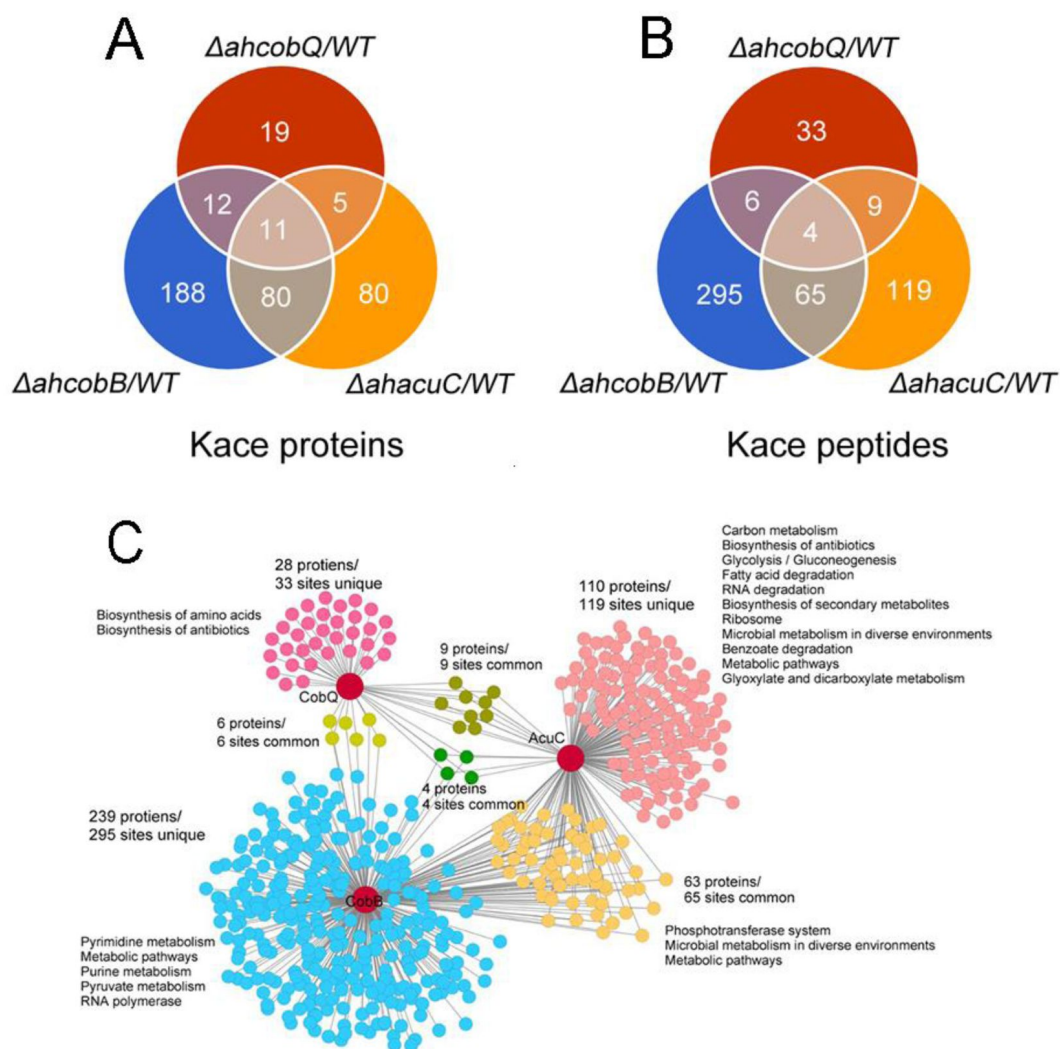 A
ΔahcobQ/WT
19
12
5
11
188
80
80
ΔahcobB/WT
ΔahacuC/WT
Kace proteins
B
ΔahcobQ/WT
33
6
9
4
295
65
119
ΔahcobB/WT
ΔahacuC/WT
Kace peptides
C
28 protiens/
33 sites unique
Biosynthesis of amino acids
Biosynthesis of antibiotics
CobQ
9 proteins/
9 sites common
110 proteins/
119 sites unique
Carbon metabolism
Biosynthesis of antibiotics
Glycolysis / Gluconeogenesis
Fatty acid degradation
RNA degradation
Biosynthesis of secondary metabolites
Ribosome
Microbial metabolism in diverse environments
Benzoate degradation
Metabolic pathways
Glyoxylate and dicarboxylate metabolism
6 proteins/
6 sites common
AcuC
4 proteins
4 sites common
239 protiens/
295 sites unique
CobB
63 proteins/
65 sites common
Pyrimidine metabolism
Metabolic pathways
Purine metabolism
Pyruvate metabolism
RNA polymerase
Phosphotransferase system
Microbial metabolism in diverse environments
Metabolic pathways